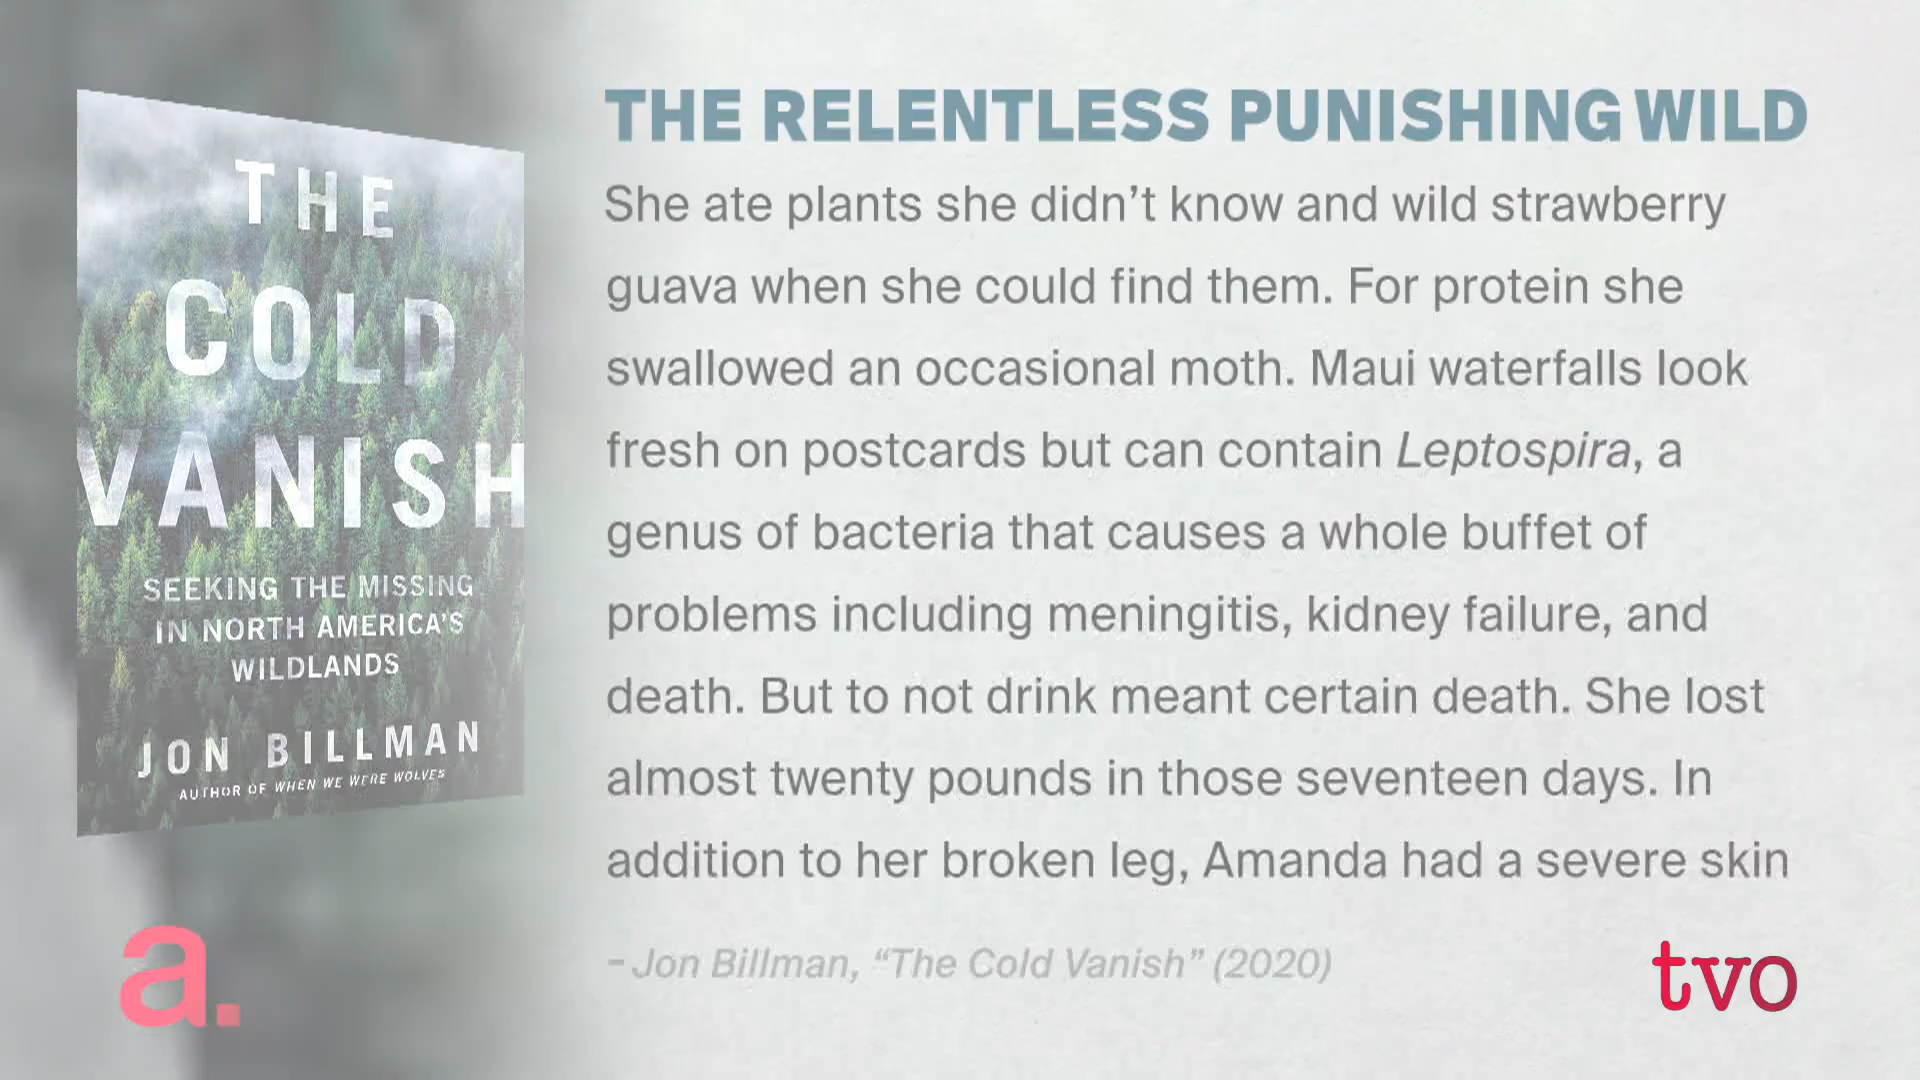 THE
COLD
VANISH
SEEKING THE MISSING
IN NORTH AMERICA'S
WILDLANDS
JON BILLMAN
AUTHOR OF WHEN WE WERE WOLVES
THE RELENTLESS PUNISHING WILD
She ate plants she didn't know and wild strawberry
guava when she could find them. For protein she
swallowed an occasional moth. Maui waterfalls look
fresh on postcards but can contain Leptospira, a
genus of bacteria that causes a whole buffet of
problems including meningitis, kidney failure, and
death. But to not drink meant certain death. She lost
almost twenty pounds in those seventeen days. In
addition to her broken leg, Amanda had a severe skin
– Jon Billman, “The Cold Vanish” (2020)
a.
tvo